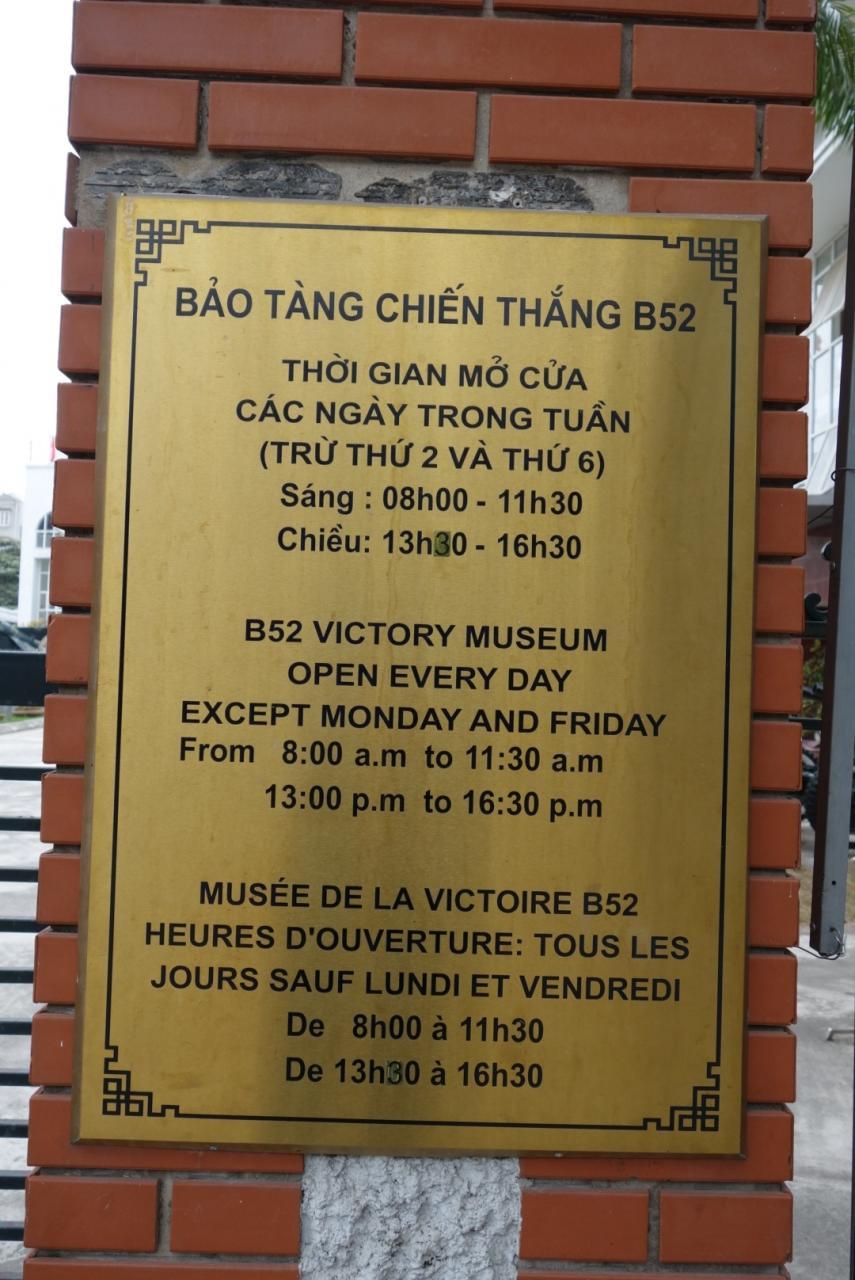 BẢO TÀNG CHIẾN THẮNG B52
THỜI GIAN MỞ CỬA
CÁC NGÀY TRONG TUẦN
(TRỪ THỨ 2 VÀ THỨ 6)
Sáng : 08h00 - 11h30
Chiều: 13h30 - 16h30
B52 VICTORY MUSEUM
OPEN EVERY DAY
EXCEPT MONDAY AND FRIDAY
From 8:00 a.m to 11:30 a.m
13:00 p.m to 16:30 p.m
MUSÉE DE LA VICTOIRE B52
HEURES D'OUVERTURE: TOUS LES
JOURS SAUF LUNDI ET VENDREDI
De 8h00 à 11h30
De 13h30 à 16h30